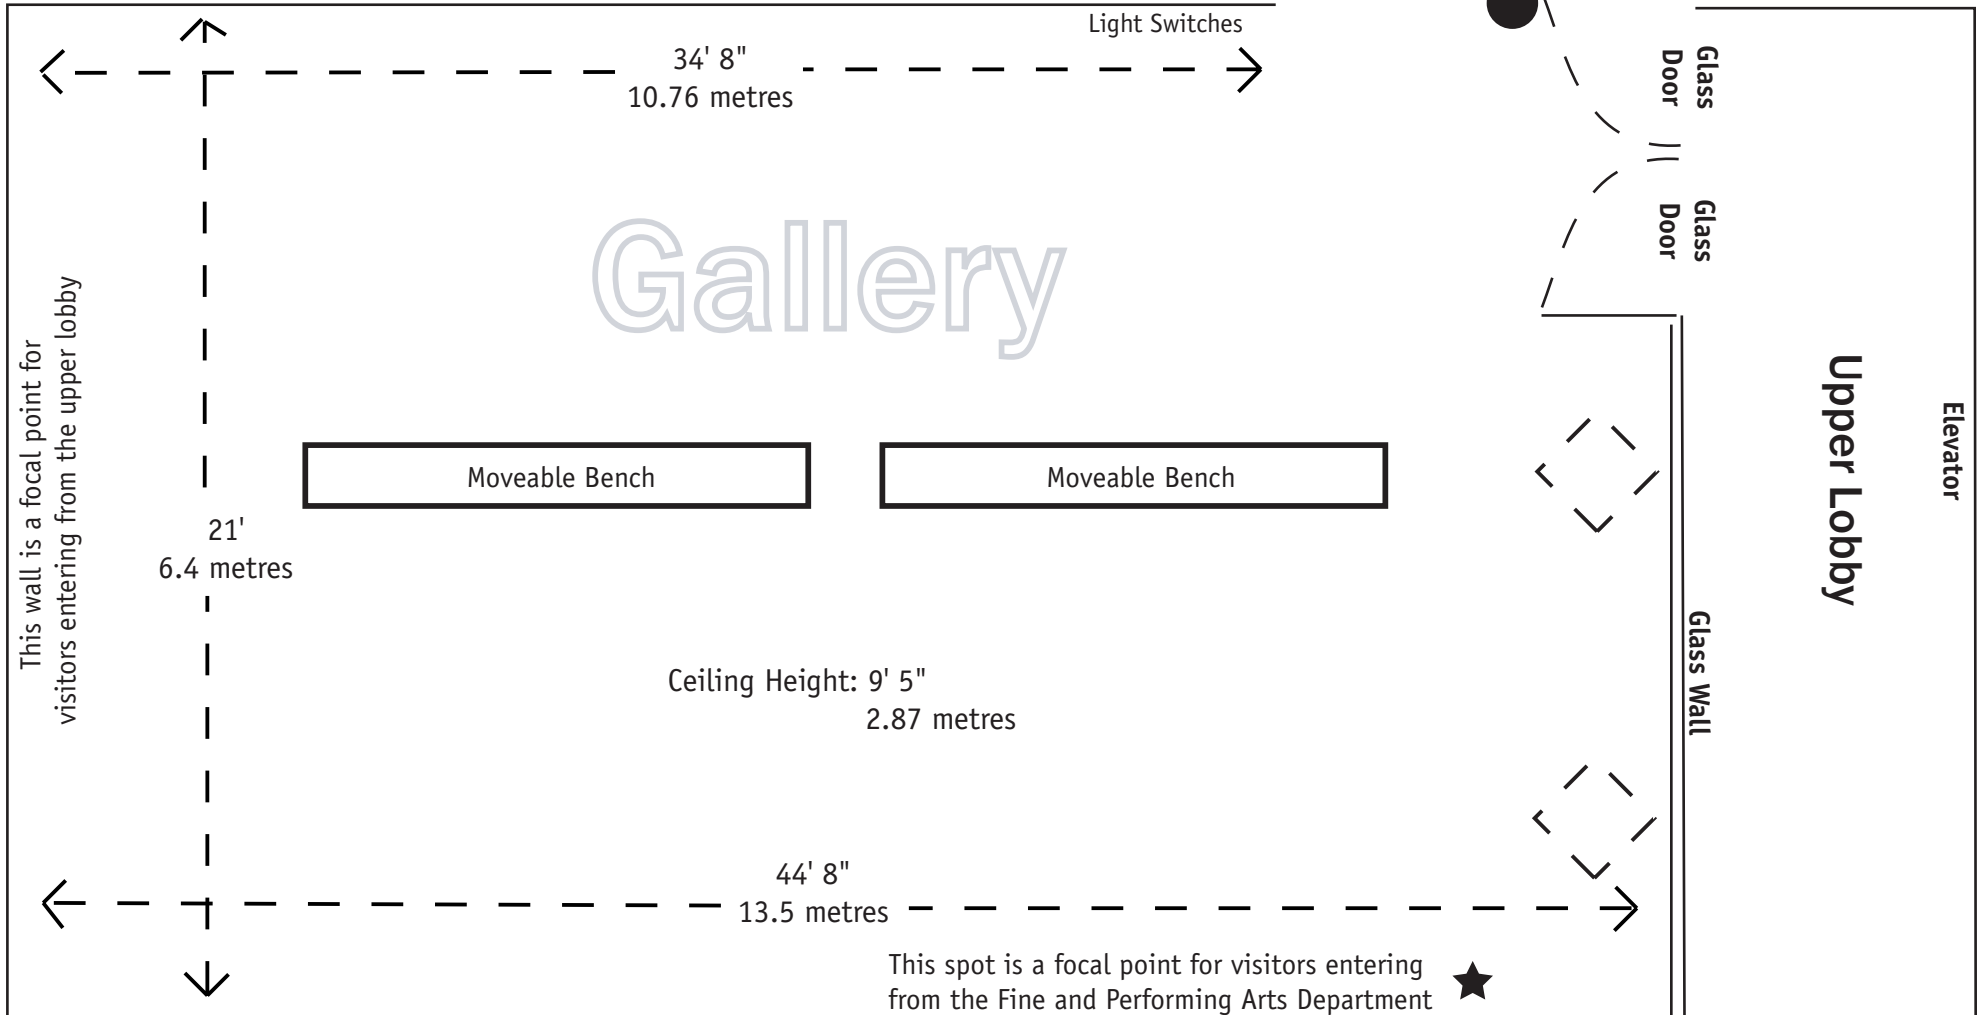 Light Switches
34' 8"
10.76 metres
Glass
Door
Glass
Door
Gallery
This wall is a focal point for
visitors entering from the upper lobby
Upper Lobby
Elevator
Moveable Bench
Moveable Bench
21'
6.4 metres
Glass Wall
Ceiling Height: 9' 5"
2.87 metres
44' 8"
13.5 metres
This spot is a focal point for visitors entering
from the Fine and Performing Arts Department